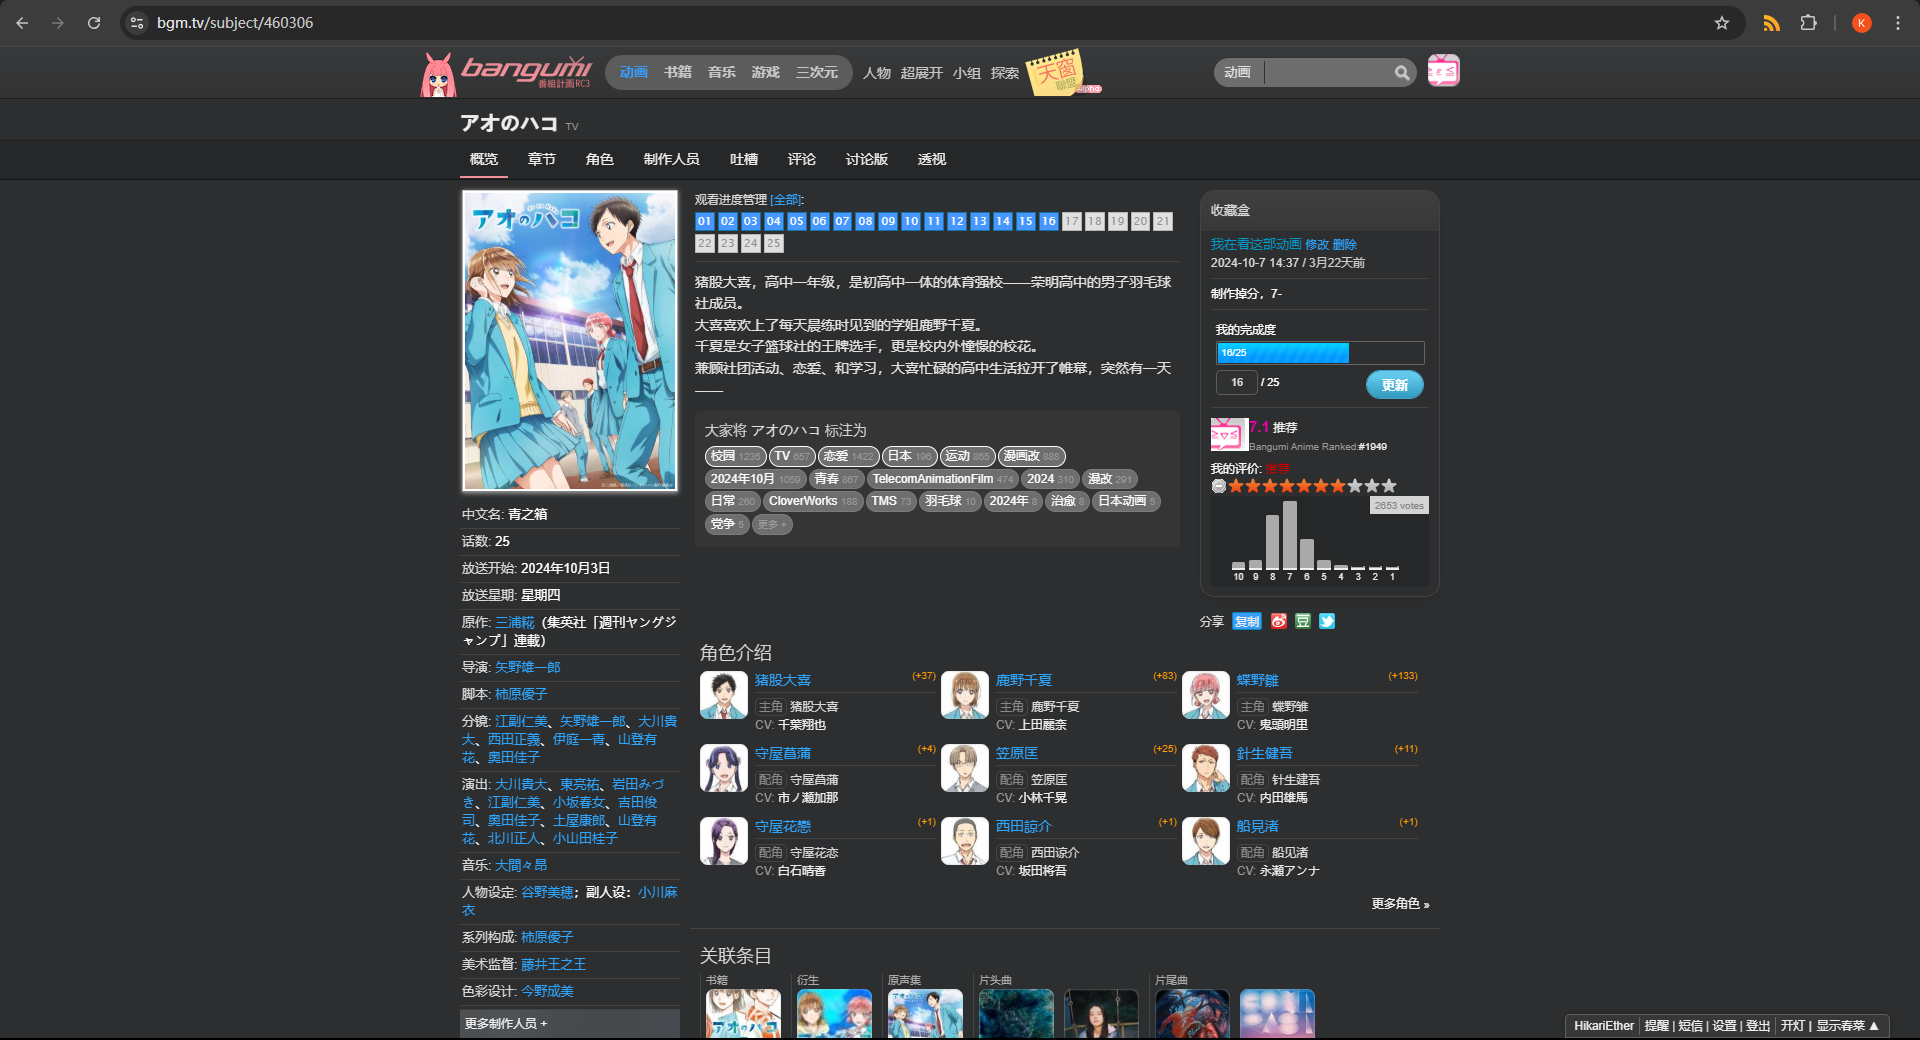 bgm.tv/subject/460306
K
bangumi
番組計画RC3
动画 书籍 音乐 游戏 三次元
人物 超展开 小组 探索
天窗
联盟
alpha
动画
アオのハコ TV
概览 章节 角色 制作人员 吐槽 评论 讨论版 透视
アオのハコ
中文名: 青之箱
话数: 25
放送开始: 2024年10月3日
放送星期: 星期四
原作: 三浦糀（集英社「週刊ヤングジ
ャンプ」連載）
导演: 矢野雄一郎
脚本: 柿原優子
分镜: 江副仁美、矢野雄一郎、大川貴
大、西田正義、伊庭一青、山登有
花、奥田佳子
演出: 大川貴大、東亮祐、岩田みづ
き、江副仁美、小坂春女、吉田俊
司、奥田佳子、土屋康郎、山登有
花、北川正人、小山田桂子
音乐: 大間々昂
人物设定: 谷野美穂；副人设：小川麻
衣
系列构成: 柿原優子
美术监督: 藤井王之王
色彩设计: 今野成美
更多制作人员 +
观看进度管理 [全部]:
01 02 03 04 05 06 07 08 09 10 11 12 13 14 15 16 17 18 19 20 21
22 23 24 25
猪股大喜，高中一年级，是初高中一体的体育强校——荣明高中的男子羽毛球
社成员。
大喜喜欢上了每天晨练时见到的学姐鹿野千夏。
千夏是女子篮球社的王牌选手，更是校内外憧憬的校花。
兼顾社团活动、恋爱、和学习，大喜忙碌的高中生活拉开了帷幕，突然有一天
——
大家将 アオのハコ 标注为
校园 1235 TV 657 恋爱 1422 日本 196 运动 865 漫画改 888
2024年10月 1059 青春 867 TelecomAnimationFilm 474 2024 310 漫改 291
日常 260 CloverWorks 188 TMS 73 羽毛球 10 2024年 8 治愈 8 日本动画 5
党争 5 更多 +
收藏盒
我在看这部动画 修改 删除
2024-10-7 14:37 / 3月22天前
制作掉分，7-
我的完成度
16/25
16 / 25
更新
7.1 推荐
Bangumi Anime Ranked:#1949
我的评价: 推荐
2653 votes
10 9 8 7 6 5 4 3 2 1
分享 复制
豆
角色介绍
猪股大喜 (+37)
主角 猪股大喜
CV: 千葉翔也
鹿野千夏 (+83)
主角 鹿野千夏
CV: 上田麗奈
蝶野雛 (+133)
主角 蝶野雏
CV: 鬼頭明里
守屋菖蒲 (+4)
配角 守屋菖蒲
CV: 市ノ瀬加那
笠原匡 (+25)
配角 笠原匡
CV: 小林千晃
針生健吾 (+11)
配角 针生建吾
CV: 内田雄馬
守屋花戀 (+1)
配角 守屋花恋
CV: 白石晴香
西田諒介 (+1)
配角 西田谅介
CV: 坂田将吾
船見渚 (+1)
配角 船见渚
CV: 永瀬アンナ
更多角色 »
关联条目
书籍 衍生 原声集 片头曲 片尾曲
アオのハコ
HikariEther 提醒 | 短信 | 设置 | 登出 开灯 | 显示春菜 ▲